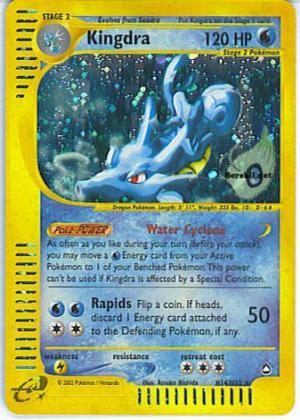 STAGE 2
Evolves from Seadra
Put Kingdra on the Stage 1 card
Kingdra
120 HP
Stage 2 Pokémon
Serebii.net
Dragon Pokémon. Length: 5' 11", Weight: 335 lbs. ID: D-64
Poké-POWER
Water Cyclone
As often as you like during your turn (before your attack),
you may move a Energy card from your Active
Pokémon to 1 of your Benched Pokémon. This power
can't be used if Kingdra is affected by a Special Condition.
Rapids Flip a coin. If heads,
discard 1 Energy card attached
to the Defending Pokémon, if any.
50
weakness
resistance
retreat cost
©2002 Pokémon / Nintendo
Illus. Atsuko Nishida
H14/H32